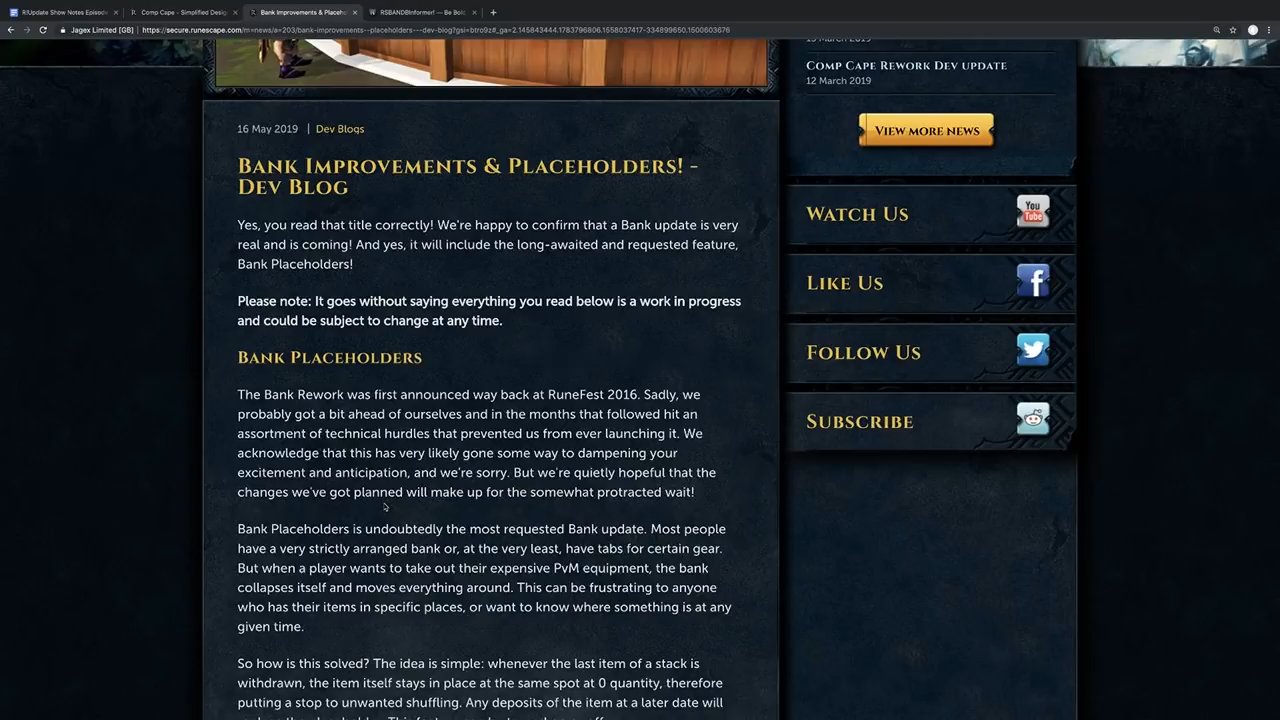 R!Update Show Notes Episod
Comp Cape - Simplified Desig
Bank Improvements & Placehol
RSBANDBInformer! — Be Bold
Jagex Limited [GB] | https://secure.runescape.com/m=news/a=203/bank-improvements--placeholders---dev-blog?gsi=btro9z#_ga=2.145843444.1783796806.1558037417-334899650.1500603676
13 March 2019
Comp Cape Rework Dev update
12 March 2019
View more news
16 May 2019 | Dev Blogs
Bank Improvements & Placeholders! -
Dev Blog
Yes, you read that title correctly! We're happy to confirm that a Bank update is very
real and is coming! And yes, it will include the long-awaited and requested feature,
Bank Placeholders!
Please note: It goes without saying everything you read below is a work in progress
and could be subject to change at any time.
Bank Placeholders
The Bank Rework was first announced way back at RuneFest 2016. Sadly, we
probably got a bit ahead of ourselves and in the months that followed hit an
assortment of technical hurdles that prevented us from ever launching it. We
acknowledge that this has very likely gone some way to dampening your
excitement and anticipation, and we're sorry. But we're quietly hopeful that the
changes we've got planned will make up for the somewhat protracted wait!
Bank Placeholders is undoubtedly the most requested Bank update. Most people
have a very strictly arranged bank or, at the very least, have tabs for certain gear.
But when a player wants to take out their expensive PvM equipment, the bank
collapses itself and moves everything around. This can be frustrating to anyone
who has their items in specific places, or want to know where something is at any
given time.
So how is this solved? The idea is simple: whenever the last item of a stack is
withdrawn, the item itself stays in place at the same spot at 0 quantity, therefore
putting a stop to unwanted shuffling. Any deposits of the item at a later date will
Watch Us
You
Tube
Like Us
Follow Us
Subscribe